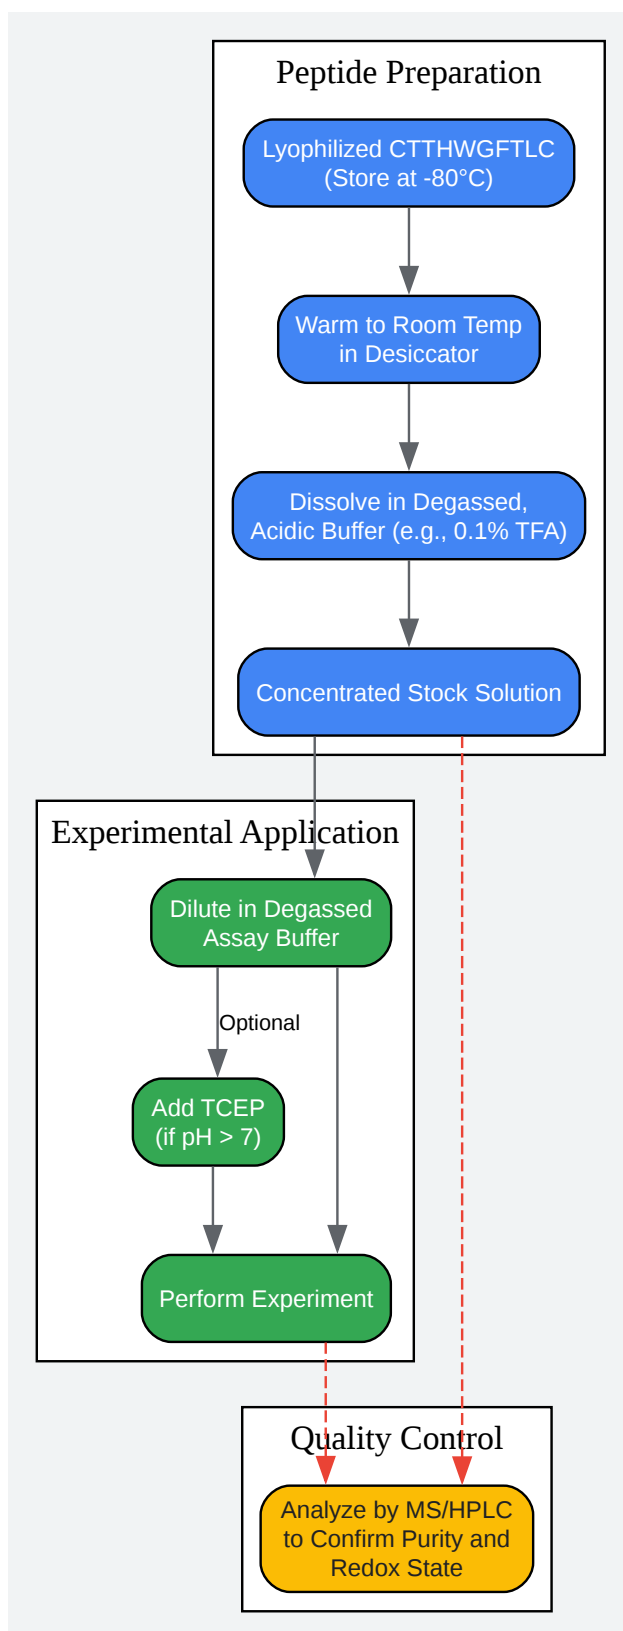 Peptide Preparation
Lyophilized CTTHWGFTLC
(Store at -80°C)
Warm to Room Temp
in Desiccator
Dissolve in Degassed,
Acidic Buffer (e.g., 0.1% TFA)
Concentrated Stock Solution
Experimental Application
Dilute in Degassed
Assay Buffer
Optional
Add TCEP
(if pH > 7)
Perform Experiment
Quality Control
Analyze by MS/HPLC
to Confirm Purity and
Redox State